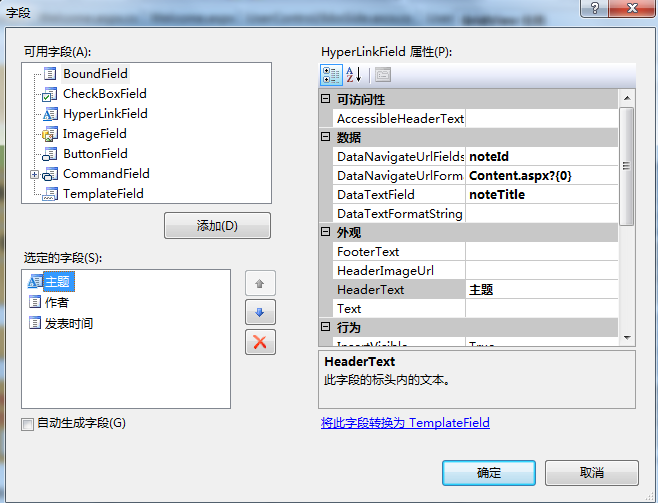 字段
可用字段(A):
BoundField
CheckBoxField
HyperLinkField
ImageField
ButtonField
CommandField
TemplateField
添加(D)
选定的字段(S):
主题
作者
发表时间
自动生成字段(G)
HyperLinkField 属性(P):
可访问性
AccessibleHeaderText
数据
DataNavigateUrlFields noteId
DataNavigateUrlForm Content.aspx?{0}
DataTextField noteTitle
DataTextFormatString
外观
FooterText
HeaderImageUrl
HeaderText 主题
Text
行为
InsertVisible True
HeaderText
此字段的标头内的文本。
将此字段转换为 TemplateField
确定
取消